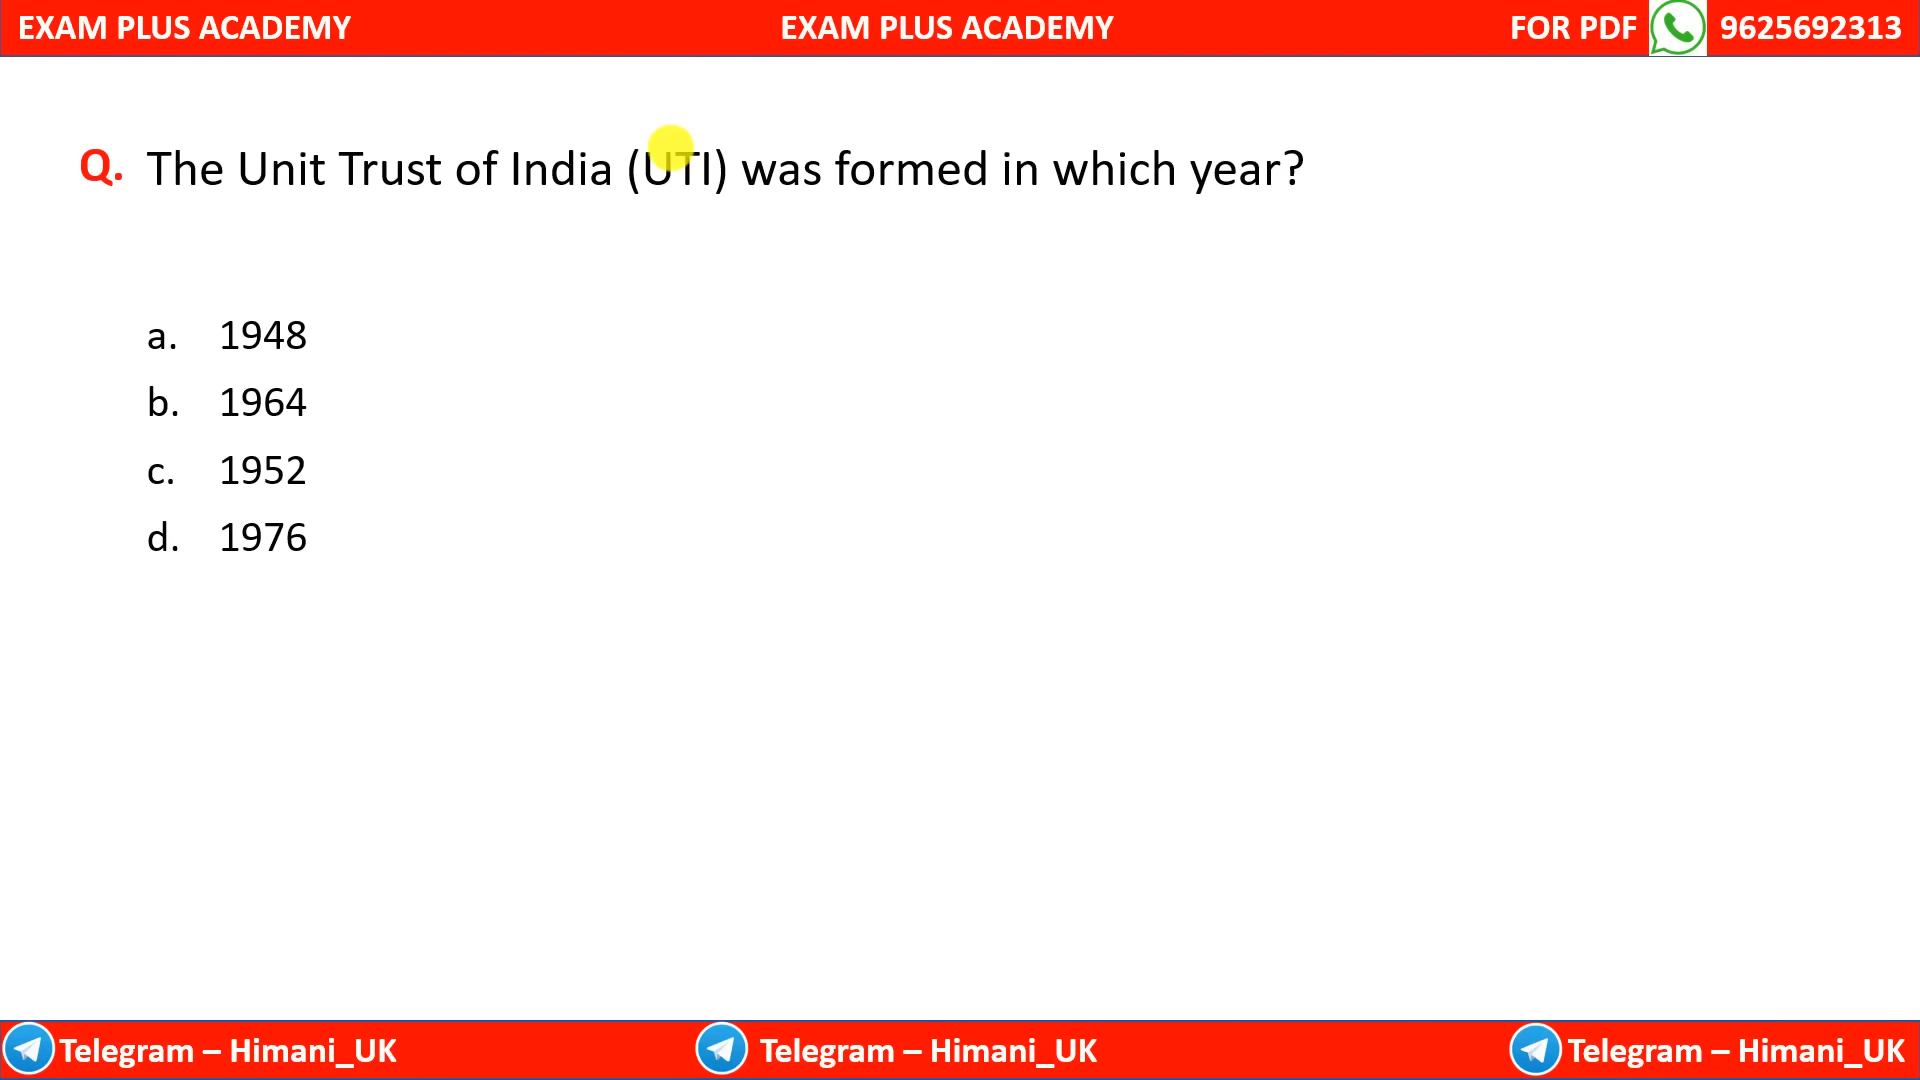 EXAM PLUS ACADEMY EXAM PLUS ACADEMY FOR PDF 9625692313
Q. The Unit Trust of India (UTI) was formed in which year?
a. 1948
b. 1964
c. 1952
d. 1976
Telegram – Himani_UK Telegram – Himani_UK Telegram – Himani_UK